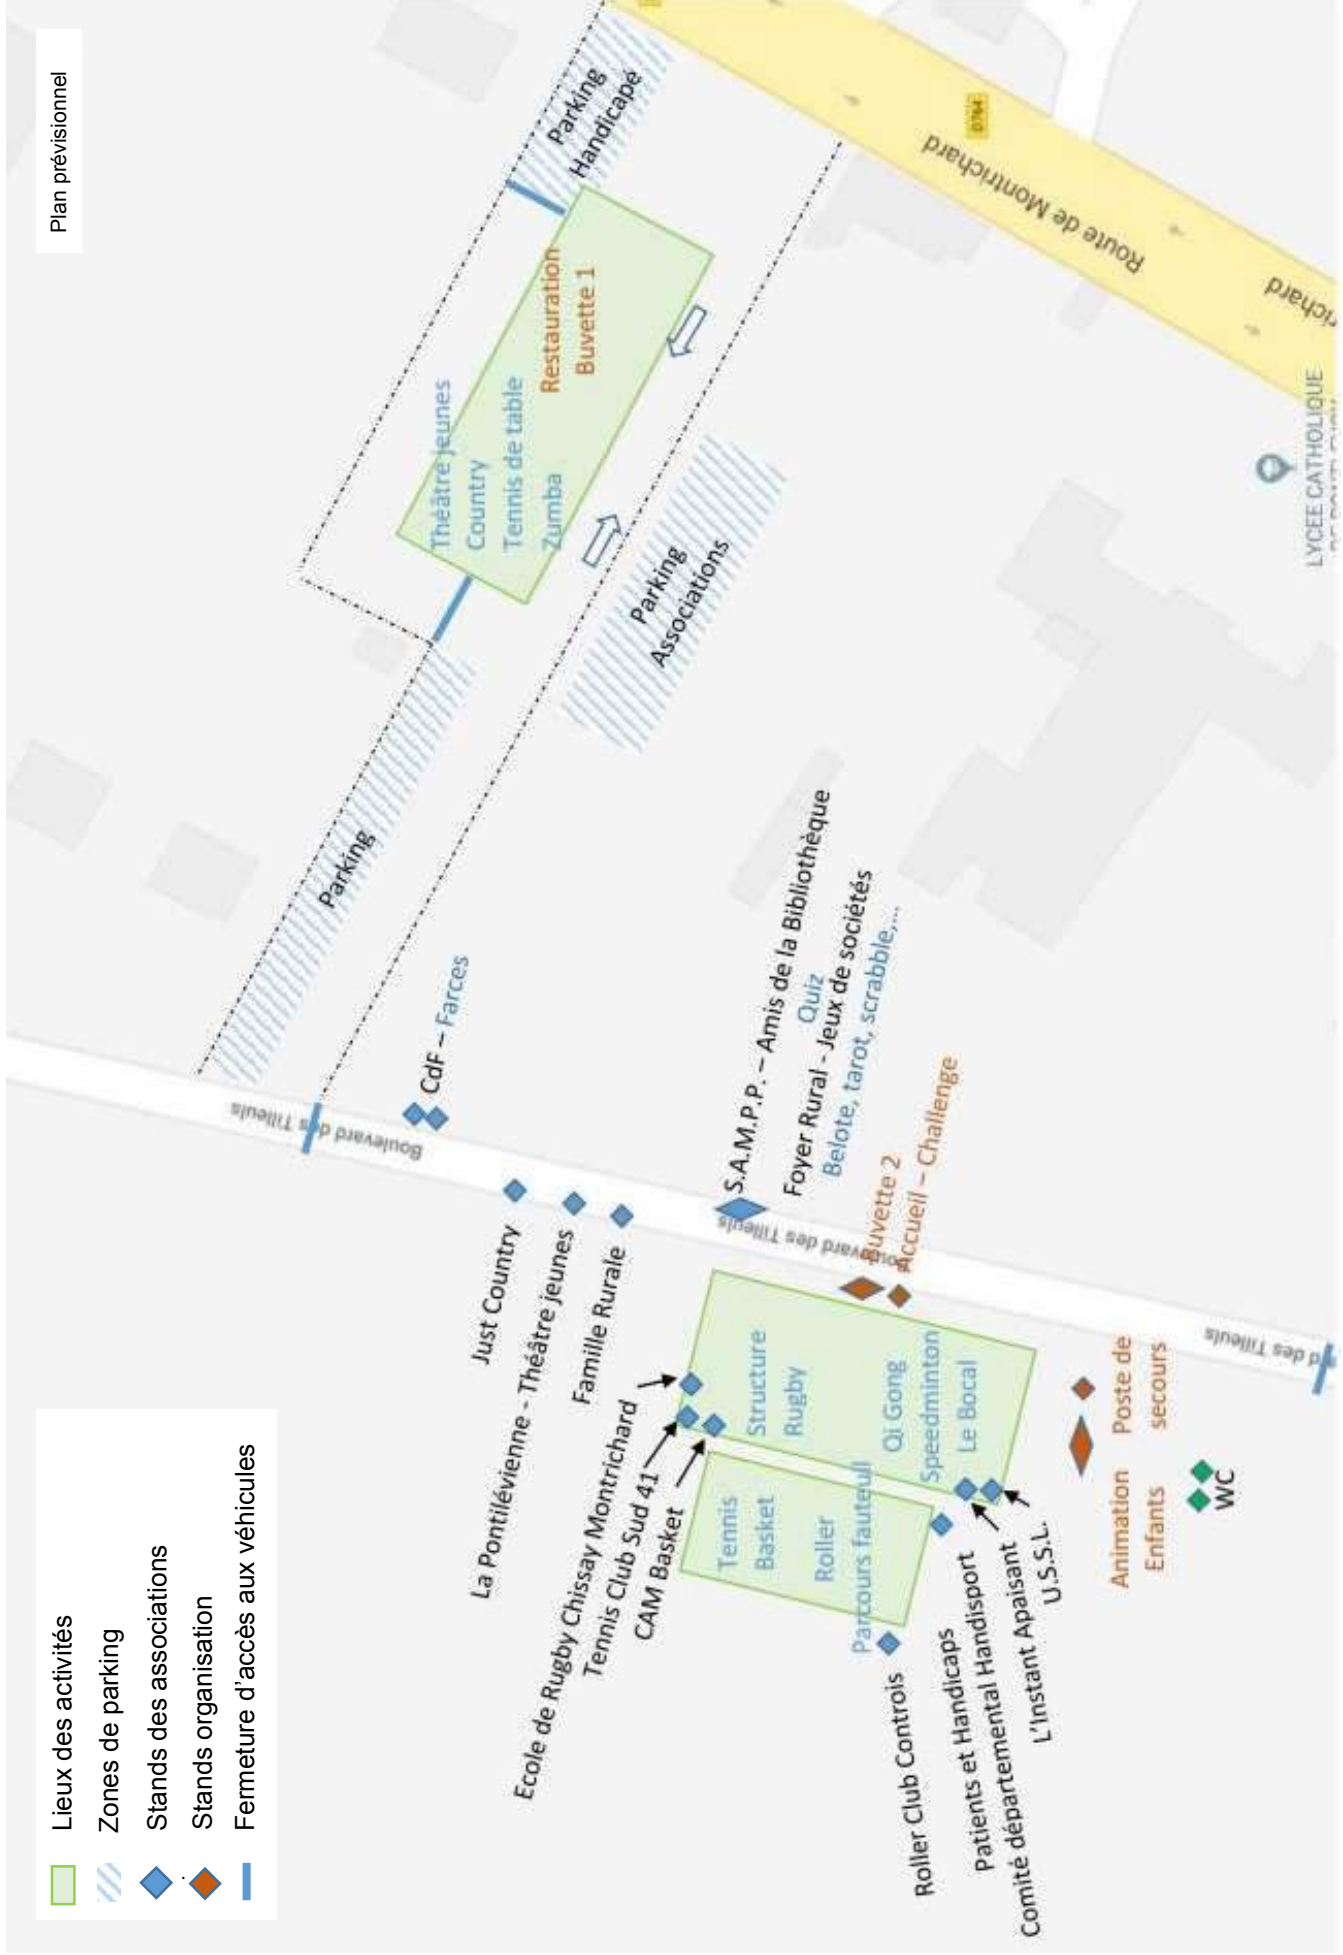 Plan prévisionnel
Lieux des activités
Zones de parking
Stands des associations
Stands organisation
Fermeture d'accès aux véhicules
Parking
Handicapé
D764
Route de Montrichard
richard
Restauration
Buvette 1
Théâtre jeunes
Country
Tennis de table
Zumba
Parking
Associations
Parking
LYCEE CATHOLIQUE
Boulevard des Tilleuls
CdF – Farces
Just Country
La Pontilévienne - Théâtre jeunes
Famille Rurale
S.A.M.P.P. – Amis de la Bibliothèque
Quiz
Foyer Rural - Jeux de sociétés
Belote, tarot, scrabble,...
Boulevard des Tilleuls
uvette 2
Accueil – Challenge
Ecole de Rugby Chissay Montrichard
Tennis Club Sud 41
CAM Basket
Structure
Rugby
Qi Gong
Speedminton
Le Bocal
Tennis
Basket
Roller
Parcours fauteuil
Roller Club Controis
Patients et Handicaps
Comité départemental Handisport
L'Instant Apaisant
U.S.S.L.
Poste de
secours
Animation
Enfants
WC
d des Tilleuls